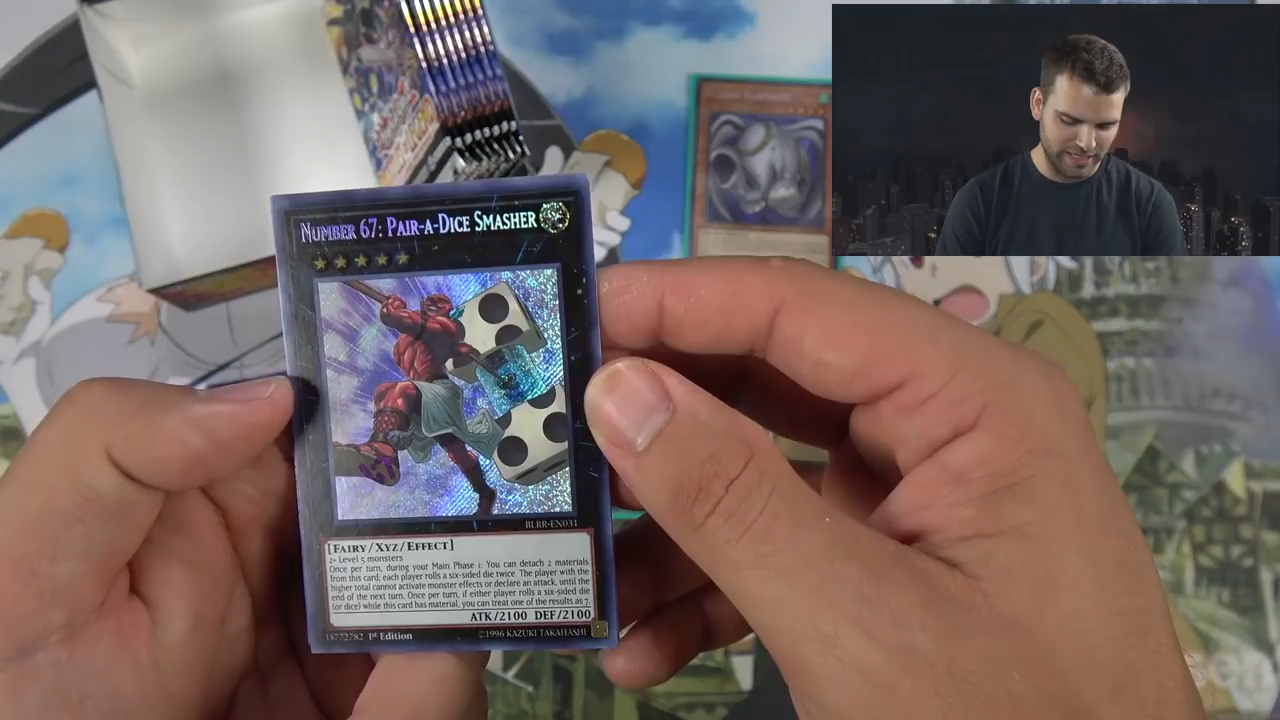 NUMBER 67: PAIR-A-DICE SMASHER
BLRR-EN031
[FAIRY/XYZ/EFFECT]
2+ Level 5 monsters
Once per turn, during your Main Phase 1: You can detach 2 materials
from this card; each player rolls a six-sided die twice. The player with the
higher total cannot activate monster effects or declare an attack, until the
end of the next turn. Once per turn, if either player rolls a six-sided die
(or dice) while this card has material, you can treat one of the results as 7.
ATK/2100 DEF/2100
15772782 1st Edition
©1996 KAZUKI TAKAHASHI